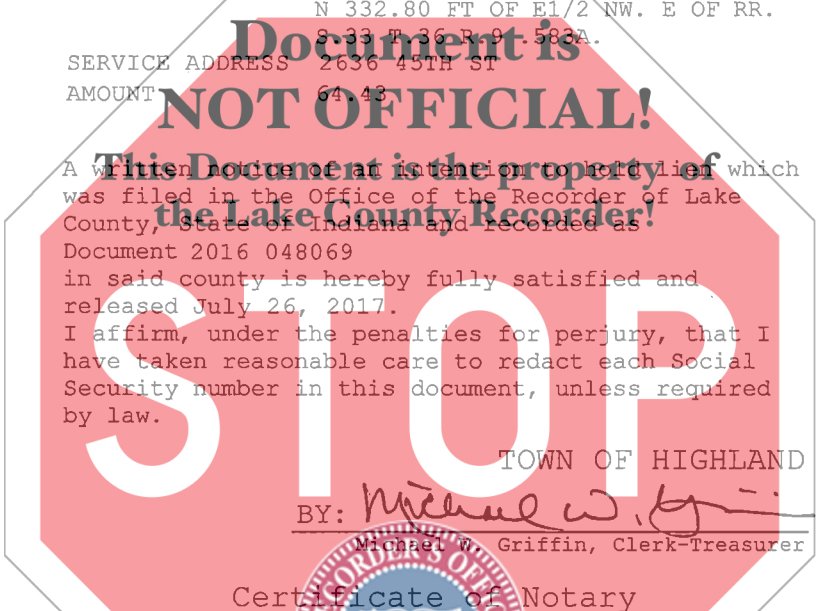 N 332.80 FT OF E1/2 NW. E OF RR.
S.33 T.36 R.9 .583A.
Document is
SERVICE ADDRESS 2636 45TH ST
AMOUNT 64.43
NOT OFFICIAL!
A written notice of an intention to hold lien which
This Document is the property of
was filed in the Office of the Recorder of Lake
the Lake County Recorder!
County, State of Indiana and recorded as
Document 2016 048069
in said county is hereby fully satisfied and
released July 26, 2017.
I affirm, under the penalties for perjury, that I
have taken reasonable care to redact each Social
Security number in this document, unless required
by law.
STOP
TOWN OF HIGHLAND
BY: Michael W. Griffin
Michael W. Griffin, Clerk-Treasurer
Certificate of Notary